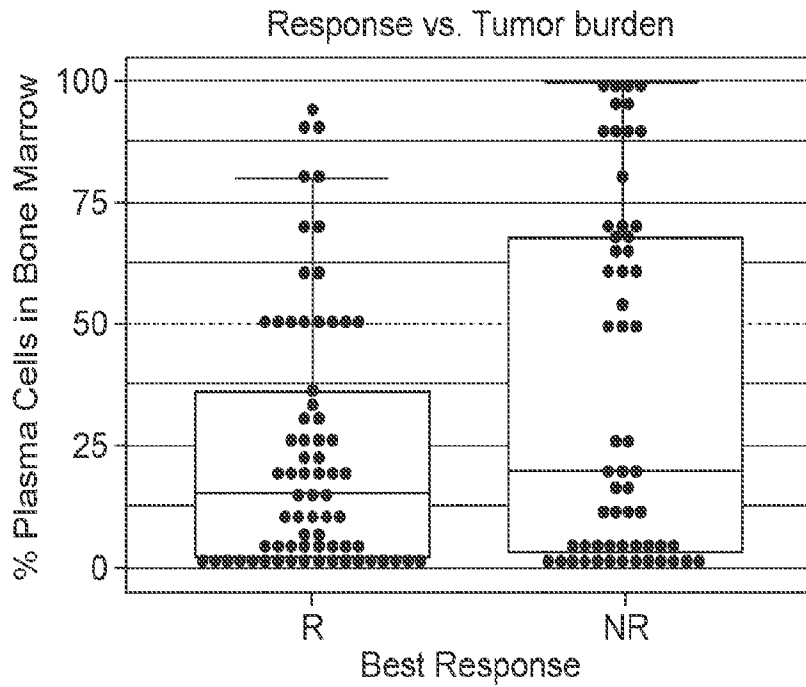 Response vs. Tumor burden
% Plasma Cells in Bone Marrow
100
75
50
25
0
R NR
Best Response